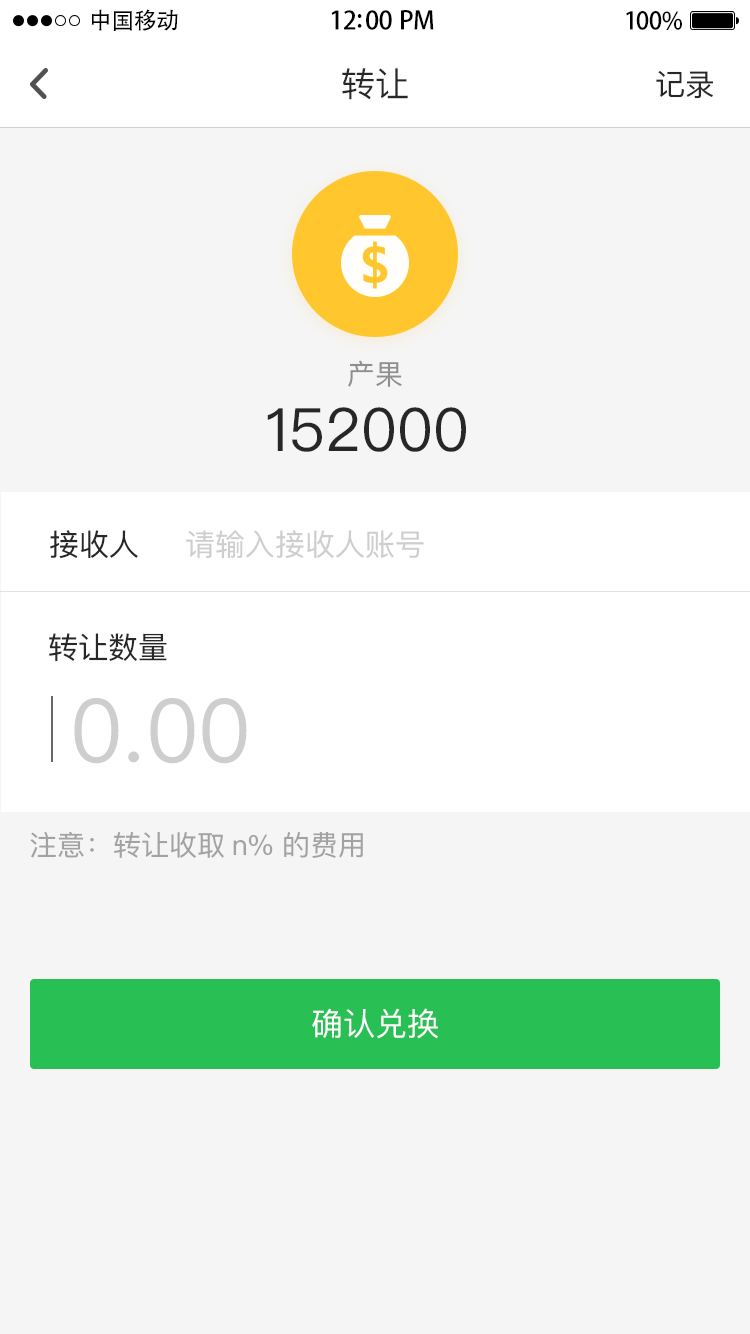 中国移动 12:00 PM 100%
转让 记录
$
产果
152000
接收人 请输入接收人账号
转让数量
0.00
注意：转让收取 n% 的费用
确认兑换